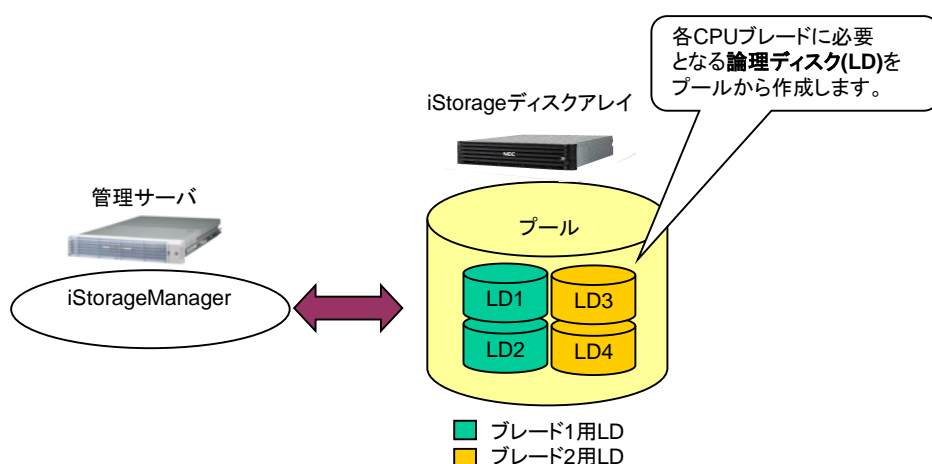 各CPUブレードに必要
となる論理ディスク(LD)を
プールから作成します。
iStorageディスクアレイ
NEC
管理サーバ
プール
iStorageManager
LD1
LD3
LD2
LD4
ブレード1用LD
ブレード2用LD